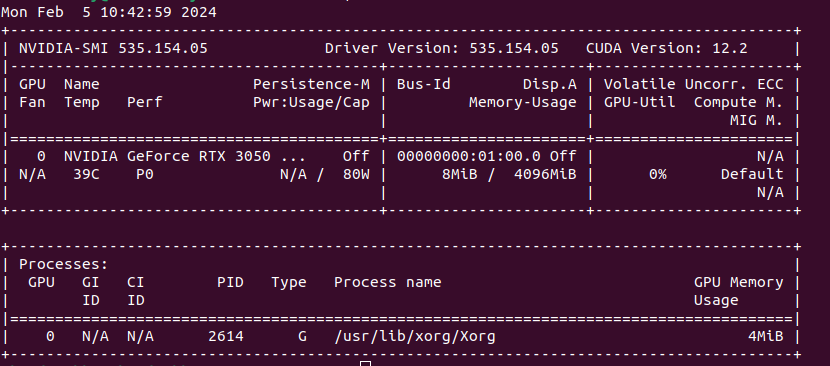 Mon Feb  5 10:42:59 2024
+---------------------------------------------------------------------------------------+
| NVIDIA-SMI 535.154.05             Driver Version: 535.154.05   CUDA Version: 12.2     |
|-----------------------------------------+----------------------+----------------------+
| GPU  Name                 Persistence-M | Bus-Id        Disp.A | Volatile Uncorr. ECC |
| Fan  Temp   Perf          Pwr:Usage/Cap |         Memory-Usage | GPU-Util  Compute M. |
|                                         |                      |               MIG M. |
|=========================================+======================+======================|
|   0  NVIDIA GeForce RTX 3050 ...    Off | 00000000:01:00.0 Off |                  N/A |
| N/A   39C    P0              N/A /  80W |      8MiB /  4096MiB |      0%      Default |
|                                         |                      |                  N/A |
+-----------------------------------------+----------------------+----------------------+
+---------------------------------------------------------------------------------------+
| Processes:                                                                            |
|  GPU   GI   CI        PID   Type   Process name                            GPU Memory |
|        ID   ID                                                             Usage      |
|=======================================================================================|
|    0   N/A  N/A      2614      G   /usr/lib/xorg/Xorg                            4MiB |
+---------------------------------------------------------------------------------------+